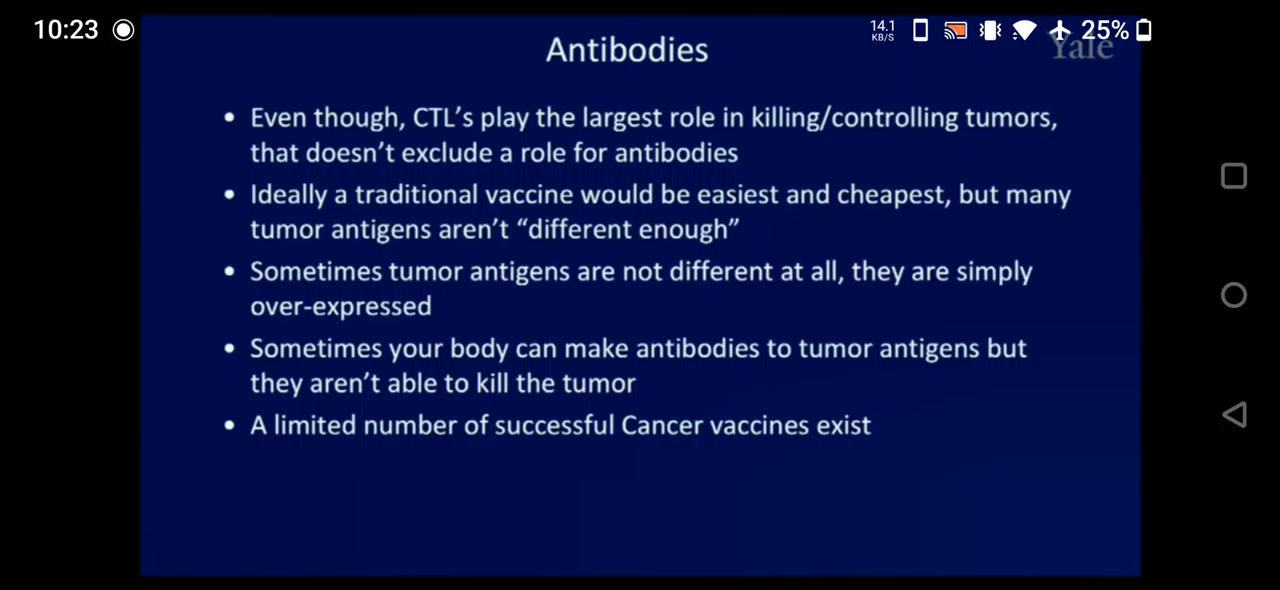 10:23
14.1
KB/S
25%
Yale
Antibodies
• Even though, CTL's play the largest role in killing/controlling tumors,
that doesn't exclude a role for antibodies
• Ideally a traditional vaccine would be easiest and cheapest, but many
tumor antigens aren't “different enough”
• Sometimes tumor antigens are not different at all, they are simply
over-expressed
• Sometimes your body can make antibodies to tumor antigens but
they aren't able to kill the tumor
• A limited number of successful Cancer vaccines exist